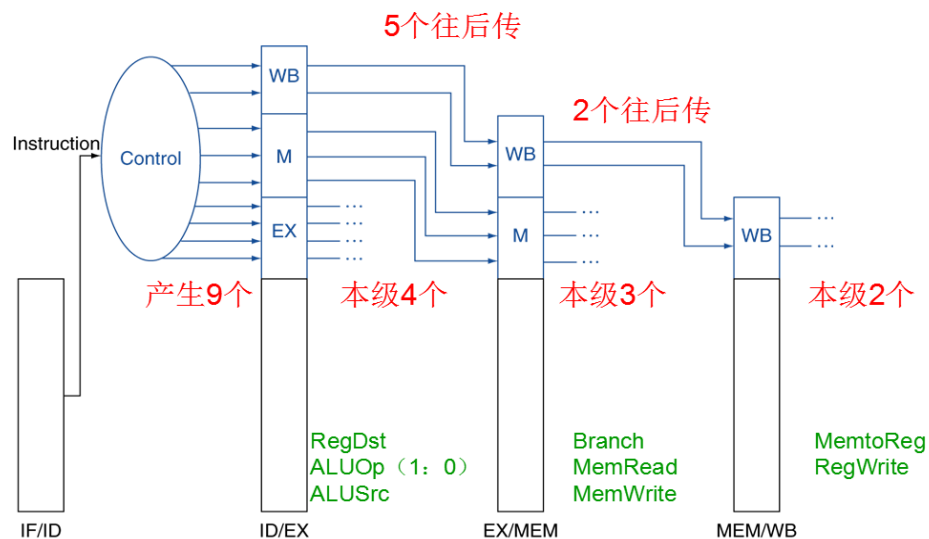 5个往后传
WB
2个往后传
Instruction
Control
M
WB
EX
M
WB
…
…
…
…
…
…
…
…
…
产生9个
本级4个
本级3个
本级2个
RegDst
ALUOp（1：0）
ALUSrc
Branch
MemRead
MemWrite
MemtoReg
RegWrite
IF/ID
ID/EX
EX/MEM
MEM/WB